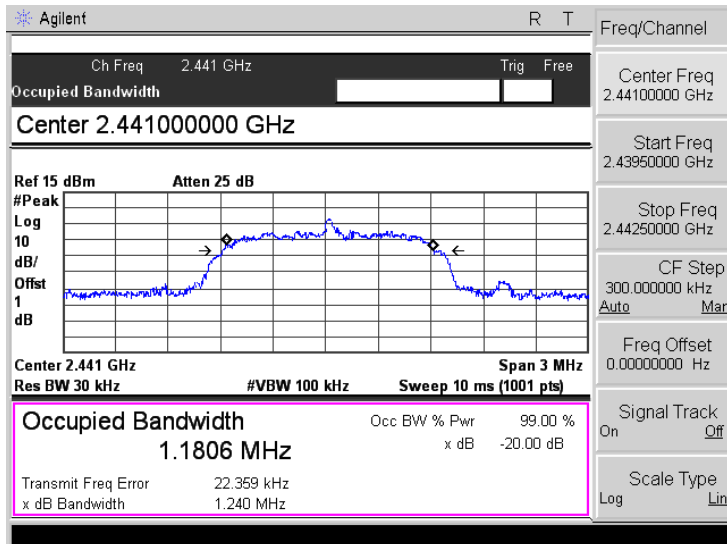 Agilent R T
Ch Freq 2.441 GHz Trig Free
Occupied Bandwidth
Center 2.441000000 GHz
Ref 15 dBm Atten 25 dB
#Peak
Log
10
dB/
Offst
1
dB
Center 2.441 GHz Span 3 MHz
Res BW 30 kHz #VBW 100 kHz Sweep 10 ms (1001 pts)
Occupied Bandwidth Occ BW % Pwr 99.00 %
1.1806 MHz x dB -20.00 dB
Transmit Freq Error 22.359 kHz
x dB Bandwidth 1.240 MHz
Freq/Channel
Center Freq
2.44100000 GHz
Start Freq
2.43950000 GHz
Stop Freq
2.44250000 GHz
CF Step
300.000000 kHz
Auto Man
Freq Offset
0.00000000 Hz
Signal Track
On Off
Scale Type
Log Lin